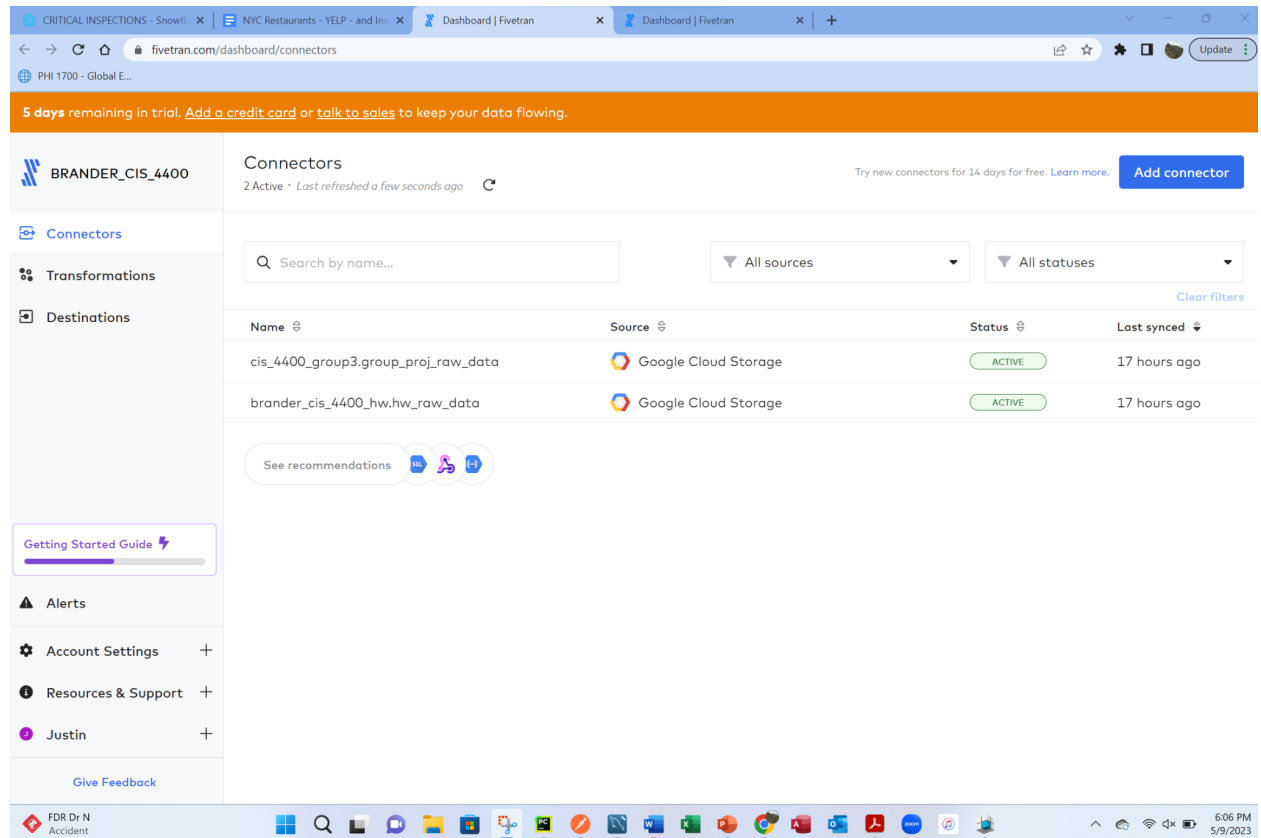 CRITICAL INSPECTIONS - Snowfl
NYC Restaurants - YELP - and Ins
Dashboard | Fivetran
Dashboard | Fivetran
fivetran.com/dashboard/connectors
Update
PHI 1700 - Global E...
5 days remaining in trial. Add a credit card or talk to sales to keep your data flowing.
BRANDER_CIS_4400
Connectors
Transformations
Destinations
Getting Started Guide
Alerts
Account Settings
Resources & Support
J Justin
Give Feedback
Connectors
2 Active · Last refreshed a few seconds ago
Try new connectors for 14 days for free. Learn more.
Add connector
Search by name...
All sources
All statuses
Clear filters
Name Source Status Last synced
cis_4400_group3.group_proj_raw_data Google Cloud Storage ACTIVE 17 hours ago
brander_cis_4400_hw.hw_raw_data Google Cloud Storage ACTIVE 17 hours ago
See recommendations
FDR Dr N
Accident
6:06 PM
5/9/2023